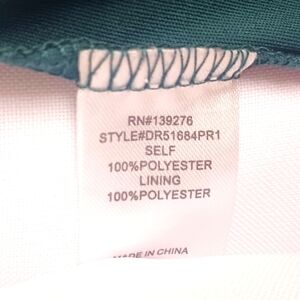 RN#139276
STYLE#DR51684PR1
SELF
100%POLYESTER
LINING
100%POLYESTER
MADE IN CHINA